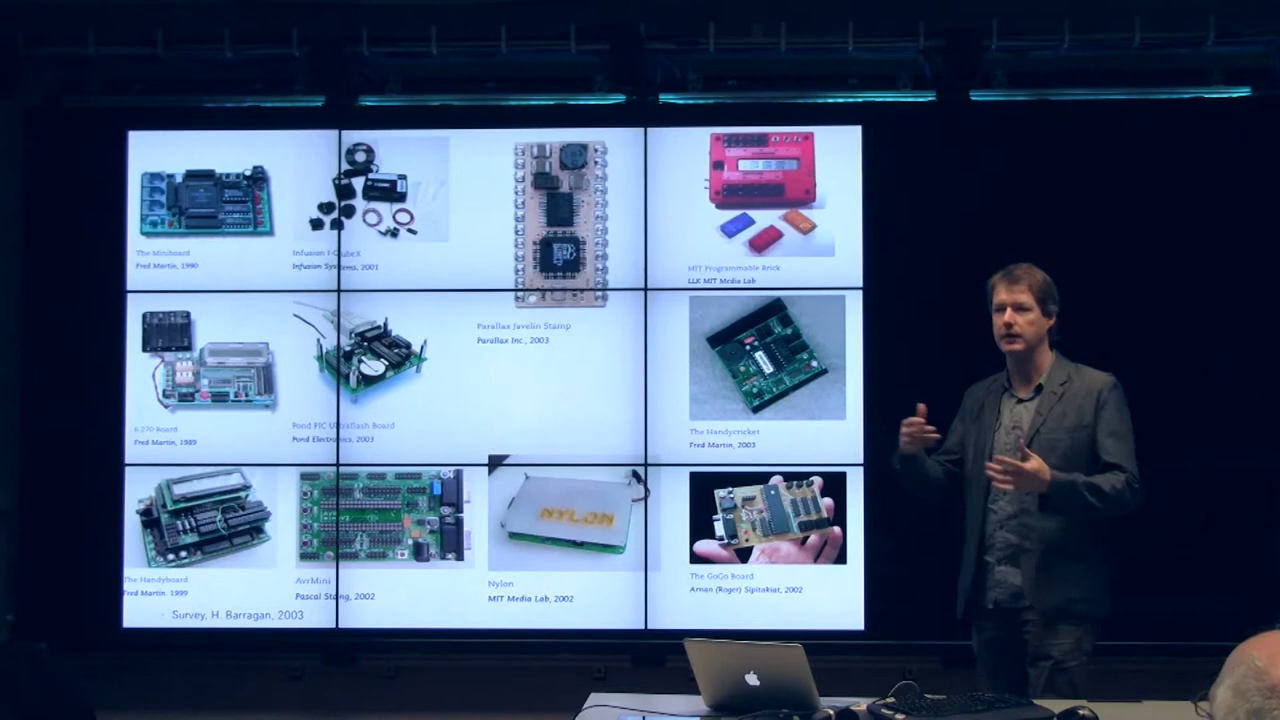 The Miniboard
Fred Martin, 1990
Infusion I-CubeX
Infusion Systems, 2001
Parallax Javelin Stamp
Parallax Inc., 2003
MIT Programmable Brick
LLK MIT Media Lab
6.270 Board
Fred Martin, 1989
Pond PIC Ultraflash Board
Pond Electronics, 2003
The Handycricket
Fred Martin, 2003
The Handyboard
Fred Martin. 1999
AvrMini
Pascal Stang, 2002
NYLON
Nylon
MIT Media Lab, 2002
The GoGo Board
Arnan (Roger) Sipitakiat, 2002
Survey, H. Barragan, 2003